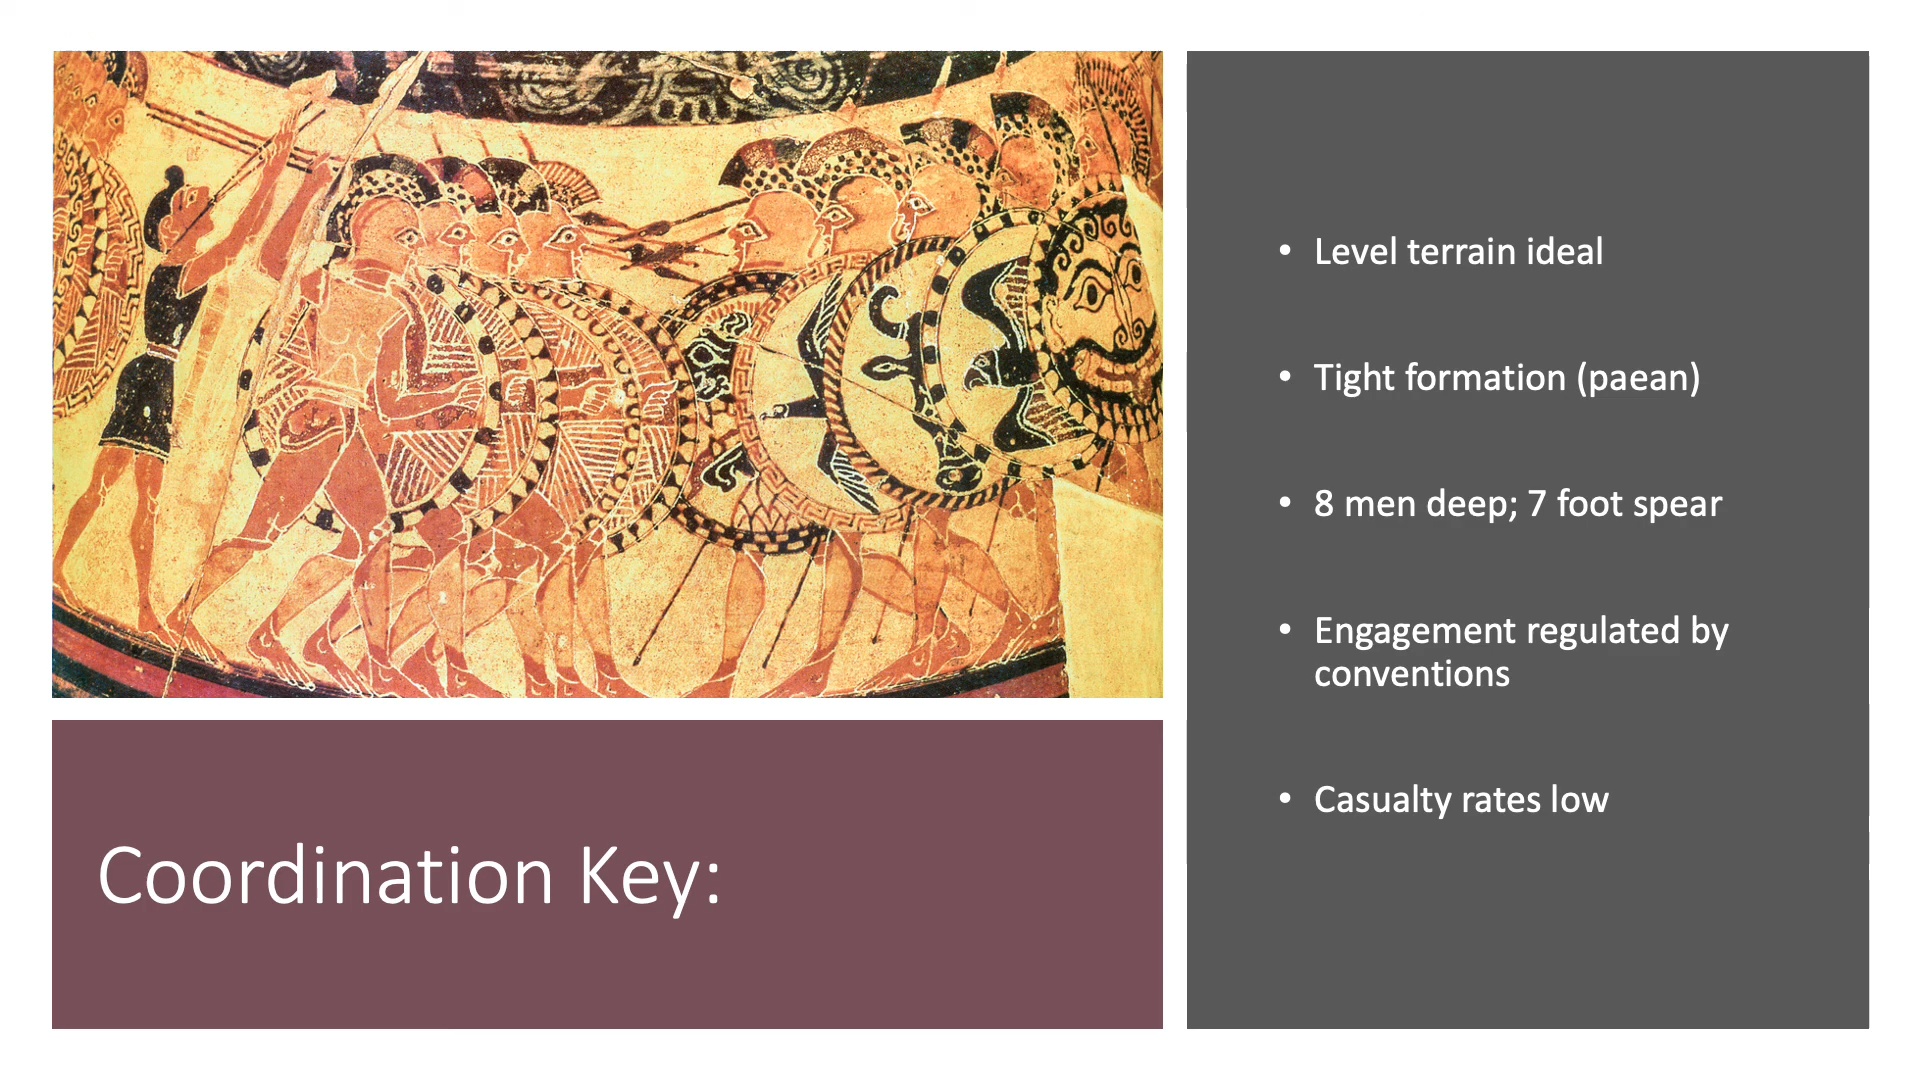 Coordination Key:
• Level terrain ideal
• Tight formation (paean)
• 8 men deep; 7 foot spear
• Engagement regulated by
conventions
• Casualty rates low